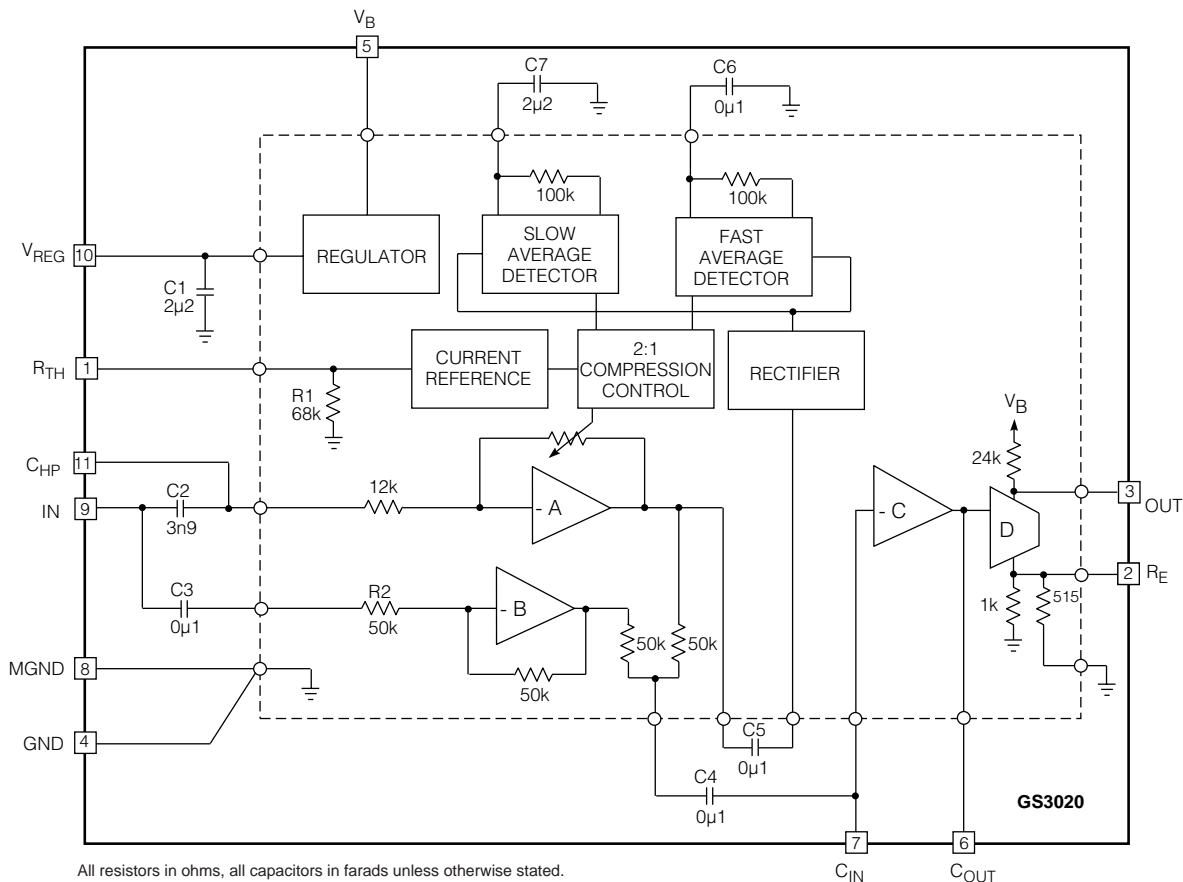 V_B
5
C7
2µ2
C6
0µ1
100k
100k
REGULATOR
SLOW
AVERAGE
DETECTOR
FAST
AVERAGE
DETECTOR
V_REG
10
C1
2µ2
R_TH
1
R1
68k
CURRENT
REFERENCE
2:1
COMPRESSION
CONTROL
RECTIFIER
V_B
24k
C_HP
11
IN
9
C2
3n9
12k
- A
- C
D
3
OUT
2
R_E
1k
515
C3
0µ1
R2
50k
- B
50k
50k
50k
MGND
8
GND
4
C5
0µ1
C4
0µ1
GS3020
7
6
C_IN
C_OUT
All resistors in ohms, all capacitors in farads unless otherwise stated.